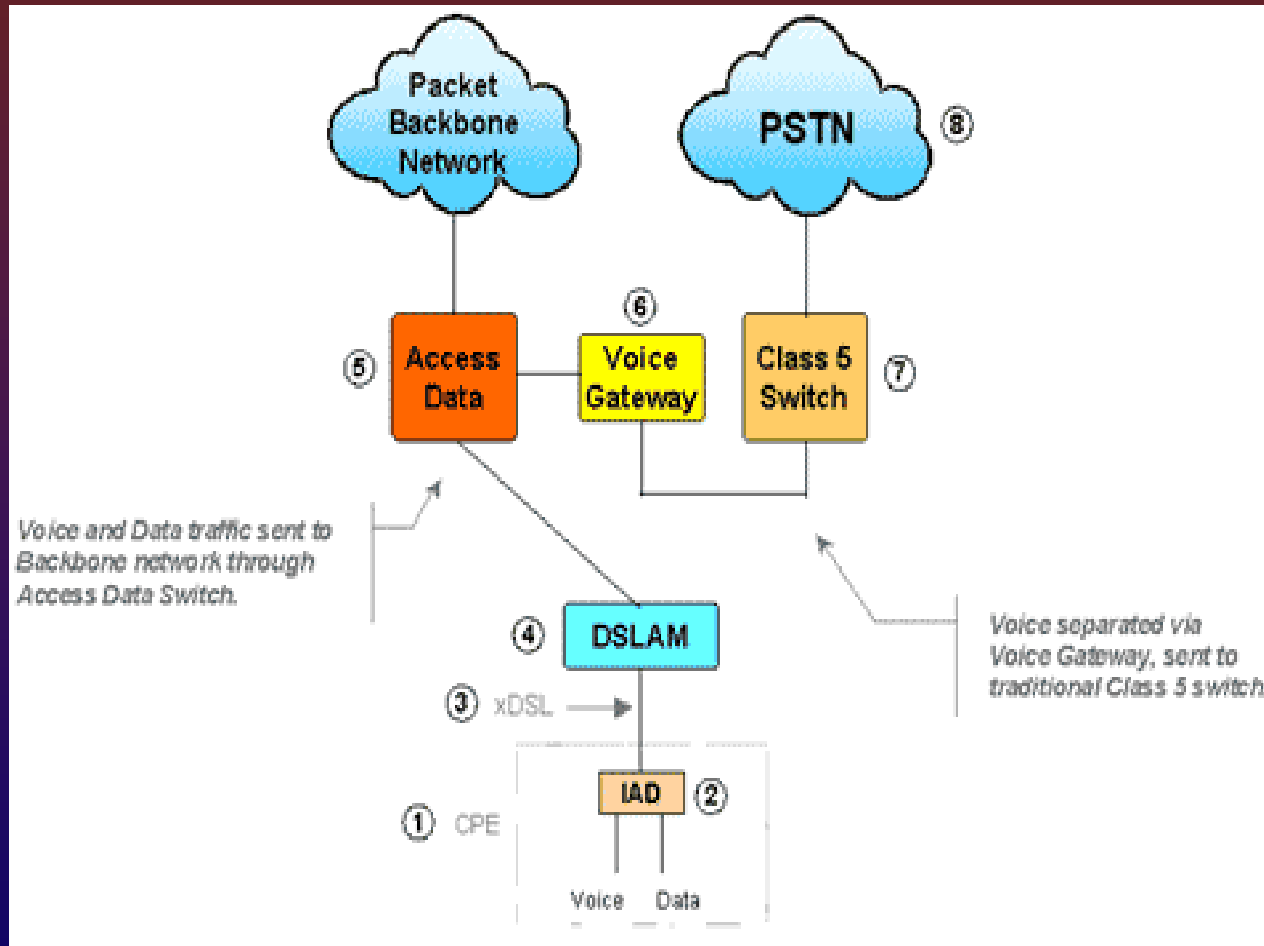 Packet
Backbone
Network
PSTN
⑧
⑥
⑤
Access
Data
Voice
Gateway
Class 5
Switch
⑦
Voice and Data traffic sent to
Backbone network through
Access Data Switch.
④
DSLAM
Voice separated via
Voice Gateway, sent to
traditional Class 5 switch
③ xDSL
IAD
②
① CPE
Voice
Data